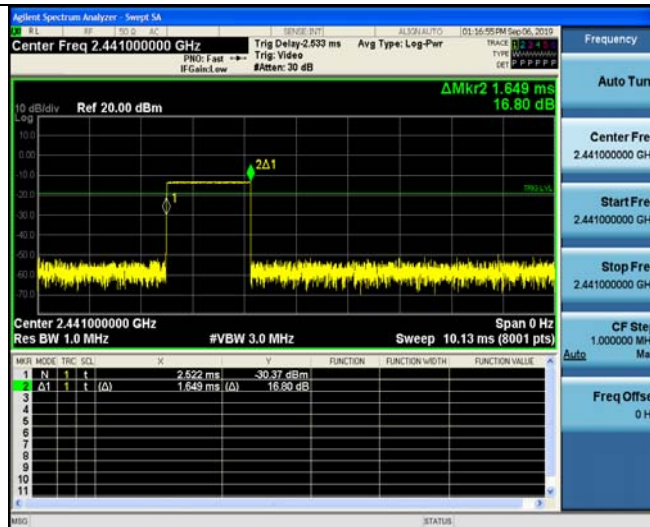 Agilent Spectrum Analyzer - Swept SA
RL RF 50 Ω AC SENSE:INT ALIGN AUTO 01:16:55 PM Sep 06, 2019
Center Freq 2.441000000 GHz
PNO: Fast
IFGain:Low
Trig Delay-2.533 ms
Trig: Video
#Atten: 30 dB
Avg Type: Log-Pwr
TRACE 1 2 3 4 5 6
TYPE
DET P P P P P P
ΔMkr2 1.649 ms
16.80 dB
10 dB/div Ref 20.00 dBm
Log
10.0
0.00
-10.0
-20.0
-30.0
-40.0
-50.0
-60.0
-70.0
1
2Δ1
TRIG LVL
Center 2.441000000 GHz Span 0 Hz
Res BW 1.0 MHz #VBW 3.0 MHz Sweep 10.13 ms (8001 pts)
MKR MODE TRC SCL X Y FUNCTION FUNCTION WIDTH FUNCTION VALUE
1 N 1 t 2.522 ms -30.37 dBm
2 Δ1 1 t (Δ) 1.649 ms (Δ) 16.80 dB
3
4
5
6
7
8
9
10
11
MSG STATUS
Frequency
Auto Tun
Center Fre
2.441000000 GH
Start Fre
2.441000000 GH
Stop Fre
2.441000000 GH
CF Ste
1.000000 MH
Auto Ma
Freq Offse
0 H